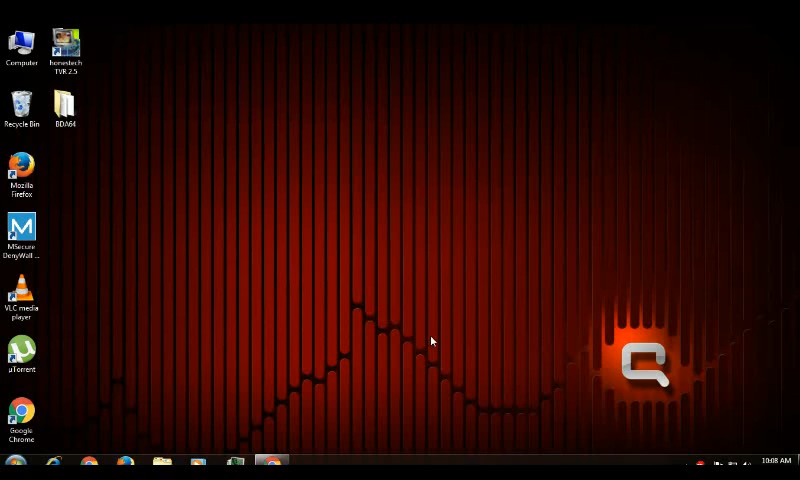 Computer
honestech
TVR 2.5
Recycle Bin
BDA64
Mozilla
Firefox
MSecure
DenyWall ...
VLC media
player
µTorrent
Google
Chrome
10:08 AM